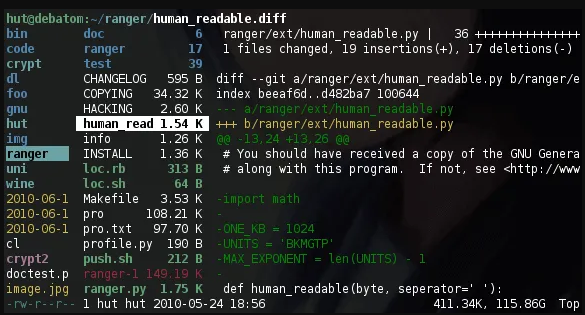 hut@debatom:~/ranger/human_readable.diff
bin doc 6 ranger/ext/human_readable.py | 36 ++++++++++++++++
code ranger 17 1 files changed, 19 insertions(+), 17 deletions(-)
crypt test 39
dl CHANGELOG 595 B diff --git a/ranger/ext/human_readable.py b/ranger/e
foo COPYING 34.32 K index beeaf6d..d482ba7 100644
gnu HACKING 2.60 K --- a/ranger/ext/human_readable.py
hut human_read 1.54 K +++ b/ranger/ext/human_readable.py
img info 1.26 K @@ -13,24 +13,26 @@
ranger INSTALL 1.36 K # You should have received a copy of the GNU Genera
uni loc.rb 313 B # along with this program. If not, see <http://www
wine loc.sh 64 B
2010-06-1 Makefile 3.53 K -import math
2010-06-1 pro 108.21 K -
2010-06-1 pro.txt 97.70 K -ONE_KB = 1024
cl profile.py 190 B -UNITS = 'BKMGTP'
crypt2 push.sh 212 B -MAX_EXPONENT = len(UNITS) - 1
doctest.p ranger-1 149.19 K -
image.jpg ranger.py 1.75 K def human_readable(byte, seperator=' '):
-rw-r--r-- 1 hut hut 2010-05-24 18:56 411.34K, 115.86G Top